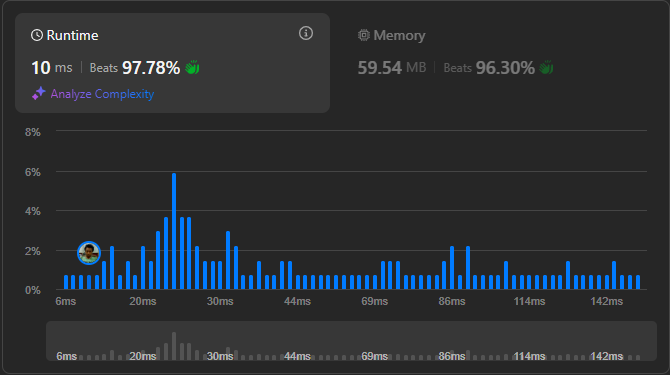 Runtime
10 ms | Beats 97.78%
Analyze Complexity
Memory
59.54 MB | Beats 96.30%
8%
6%
4%
2%
0%
6ms 20ms 30ms 44ms 69ms 86ms 114ms 142ms
6ms 20ms 30ms 44ms 69ms 86ms 114ms 142ms